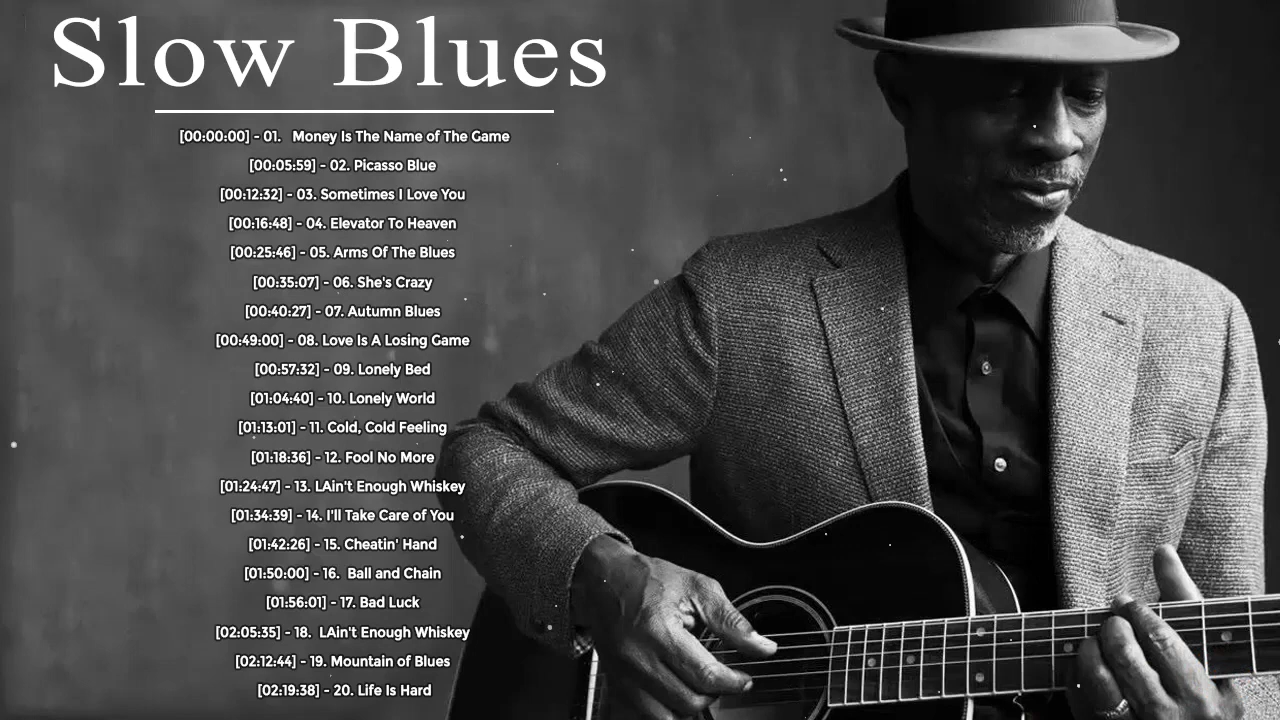 Slow Blues
[00:00:00] - 01. Money Is The Name of The Game
[00:05:59] - 02. Picasso Blue
[00:12:32] - 03. Sometimes I Love You
[00:16:48] - 04. Elevator To Heaven
[00:25:46] - 05. Arms Of The Blues
[00:35:07] - 06. She's Crazy
[00:40:27] - 07. Autumn Blues
[00:49:00] - 08. Love Is A Losing Game
[00:57:32] - 09. Lonely Bed
[01:04:40] - 10. Lonely World
[01:13:01] - 11. Cold, Cold Feeling
[01:18:36] - 12. Fool No More
[01:24:47] - 13. LAin't Enough Whiskey
[01:34:39] - 14. I'll Take Care of You
[01:42:26] - 15. Cheatin' Hand
[01:50:00] - 16. Ball and Chain
[01:56:01] - 17. Bad Luck
[02:05:35] - 18. LAin't Enough Whiskey
[02:12:44] - 19. Mountain of Blues
[02:19:38] - 20. Life Is Hard